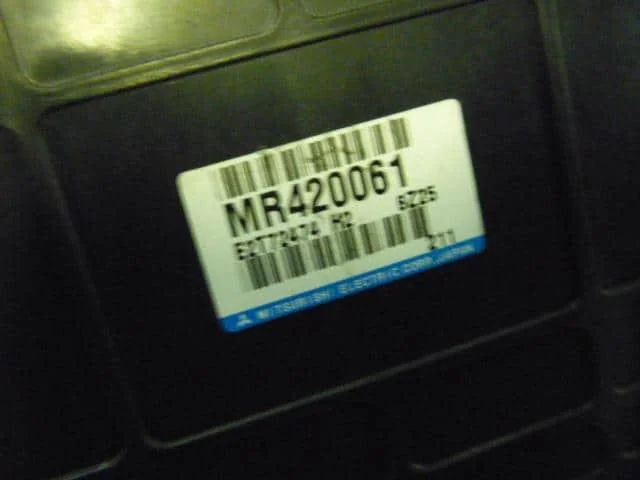 MR420061
E2T72474 H2 6Z25
211
MITSUBISHI ELECTRIC CORP. JAPAN